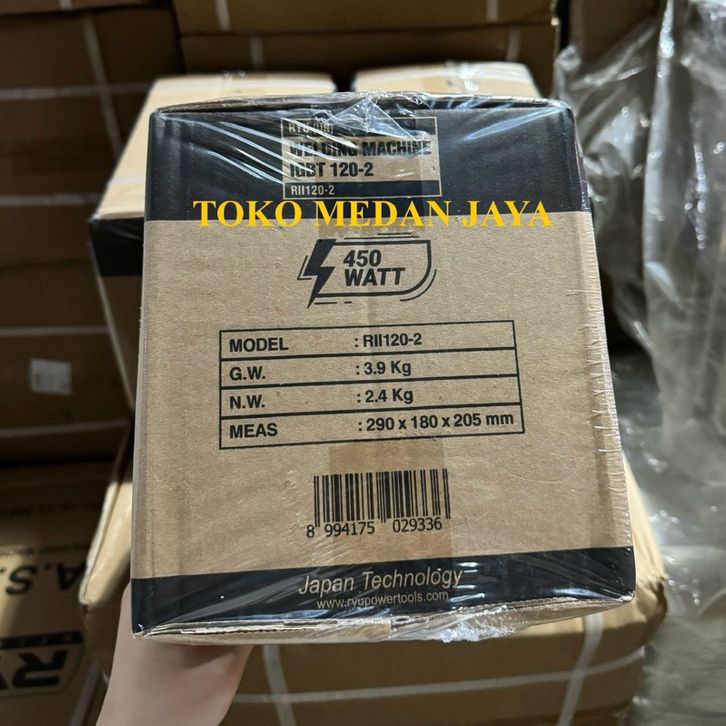 WELDING MACHINE
IGBT 120-2
RII120-2
TOKO MEDAN JAYA
450
WATT
MODEL : RII120-2
G.W. : 3.9 Kg
N.W. : 2.4 Kg
MEAS : 290 x 180 x 205 mm
8 994175 029336
Japan Technology
www.ryupowertools.com
A.S.